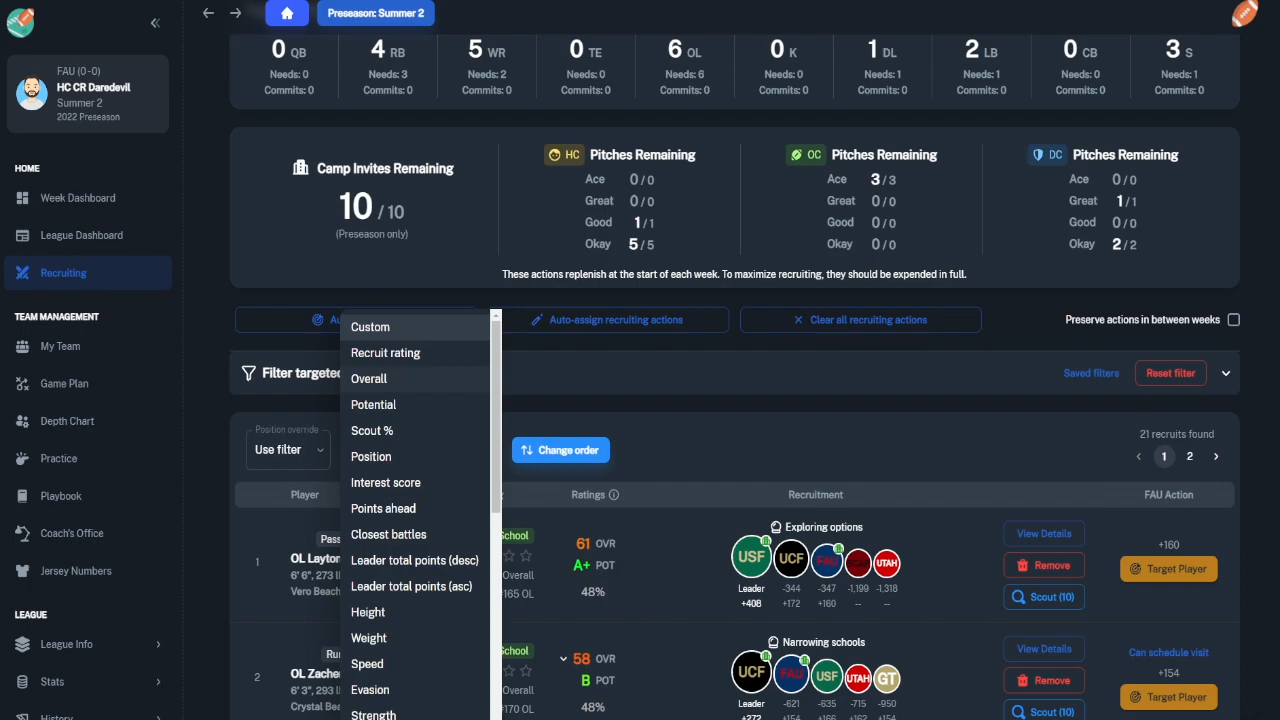 Preseason: Summer 2
FAU (0-0)
HC CR Daredevil
Summer 2
2022 Preseason
HOME
Week Dashboard
League Dashboard
Recruiting
TEAM MANAGEMENT
My Team
Game Plan
Depth Chart
Practice
Playbook
Coach's Office
Jersey Numbers
LEAGUE
League Info
Stats
History
0 QB 4 RB 5 WR 0 TE 6 OL 0 K 1 DL 2 LB 0 CB 3 S
Needs: 0 Needs: 3 Needs: 2 Needs: 0 Needs: 6 Needs: 0 Needs: 1 Needs: 1 Needs: 0 Needs: 1
Commits: 0 Commits: 0 Commits: 0 Commits: 0 Commits: 0 Commits: 0 Commits: 0 Commits: 0 Commits: 0 Commits: 0
Camp Invites Remaining
10 / 10
(Preseason only)
HC Pitches Remaining
Ace 0 / 0
Great 0 / 0
Good 1 / 1
Okay 5 / 5
OC Pitches Remaining
Ace 3 / 3
Great 0 / 0
Good 0 / 0
Okay 0 / 0
DC Pitches Remaining
Ace 0 / 0
Great 1 / 1
Good 0 / 0
Okay 2 / 2
These actions replenish at the start of each week. To maximize recruiting, they should be expended in full.
Auto-assign recruiting actions
Clear all recruiting actions
Preserve actions in between weeks
Filter targeted
Saved filters
Reset filter
Position override
Use filter
Custom
Recruit rating
Overall
Potential
Scout %
Position
Interest score
Points ahead
Closest battles
Leader total points (desc)
Leader total points (asc)
Height
Weight
Speed
Evasion
Strength
Change order
21 recruits found
1 2
Player Ratings Recruitment FAU Action
1
Pass
OL Layto
6' 6", 273 l
Vero Beach
School
Overall
#165 OL
61 OVR
A+ POT
48%
Exploring options
USF UCF FAU UTAH
Leader -344 -347 -1,199 -1,318
+408 +172 +160 -- --
View Details
Remove
Scout (10)
+160
Target Player
2
Run
OL Zache
6' 3", 293 l
Crystal Bea
School
Overall
#170 OL
58 OVR
B POT
48%
Narrowing schools
UCF FAU USF UTAH GT
Leader -621 -635 -715 -950
+272 +154 +166 +162 +154
View Details
Remove
Scout (10)
Can schedule visit
+154
Target Player